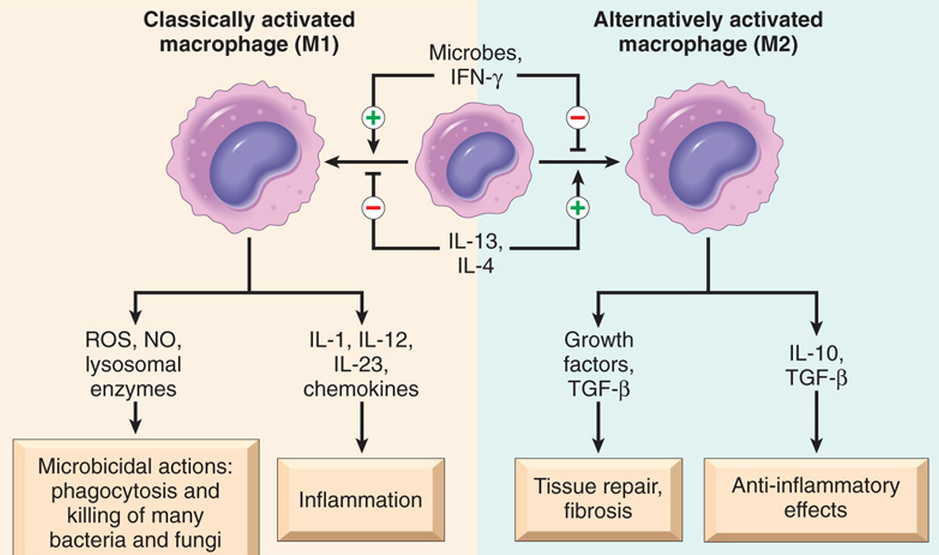 Classically activated
macrophage (M1)
Alternatively activated
macrophage (M2)
Microbes,
IFN-γ
+
−
−
+
IL-13,
IL-4
ROS, NO,
lysosomal
enzymes
IL-1, IL-12,
IL-23,
chemokines
Growth
factors,
TGF-β
IL-10,
TGF-β
Microbicidal actions:
phagocytosis and
killing of many
bacteria and fungi
Inflammation
Tissue repair,
fibrosis
Anti-inflammatory
effects